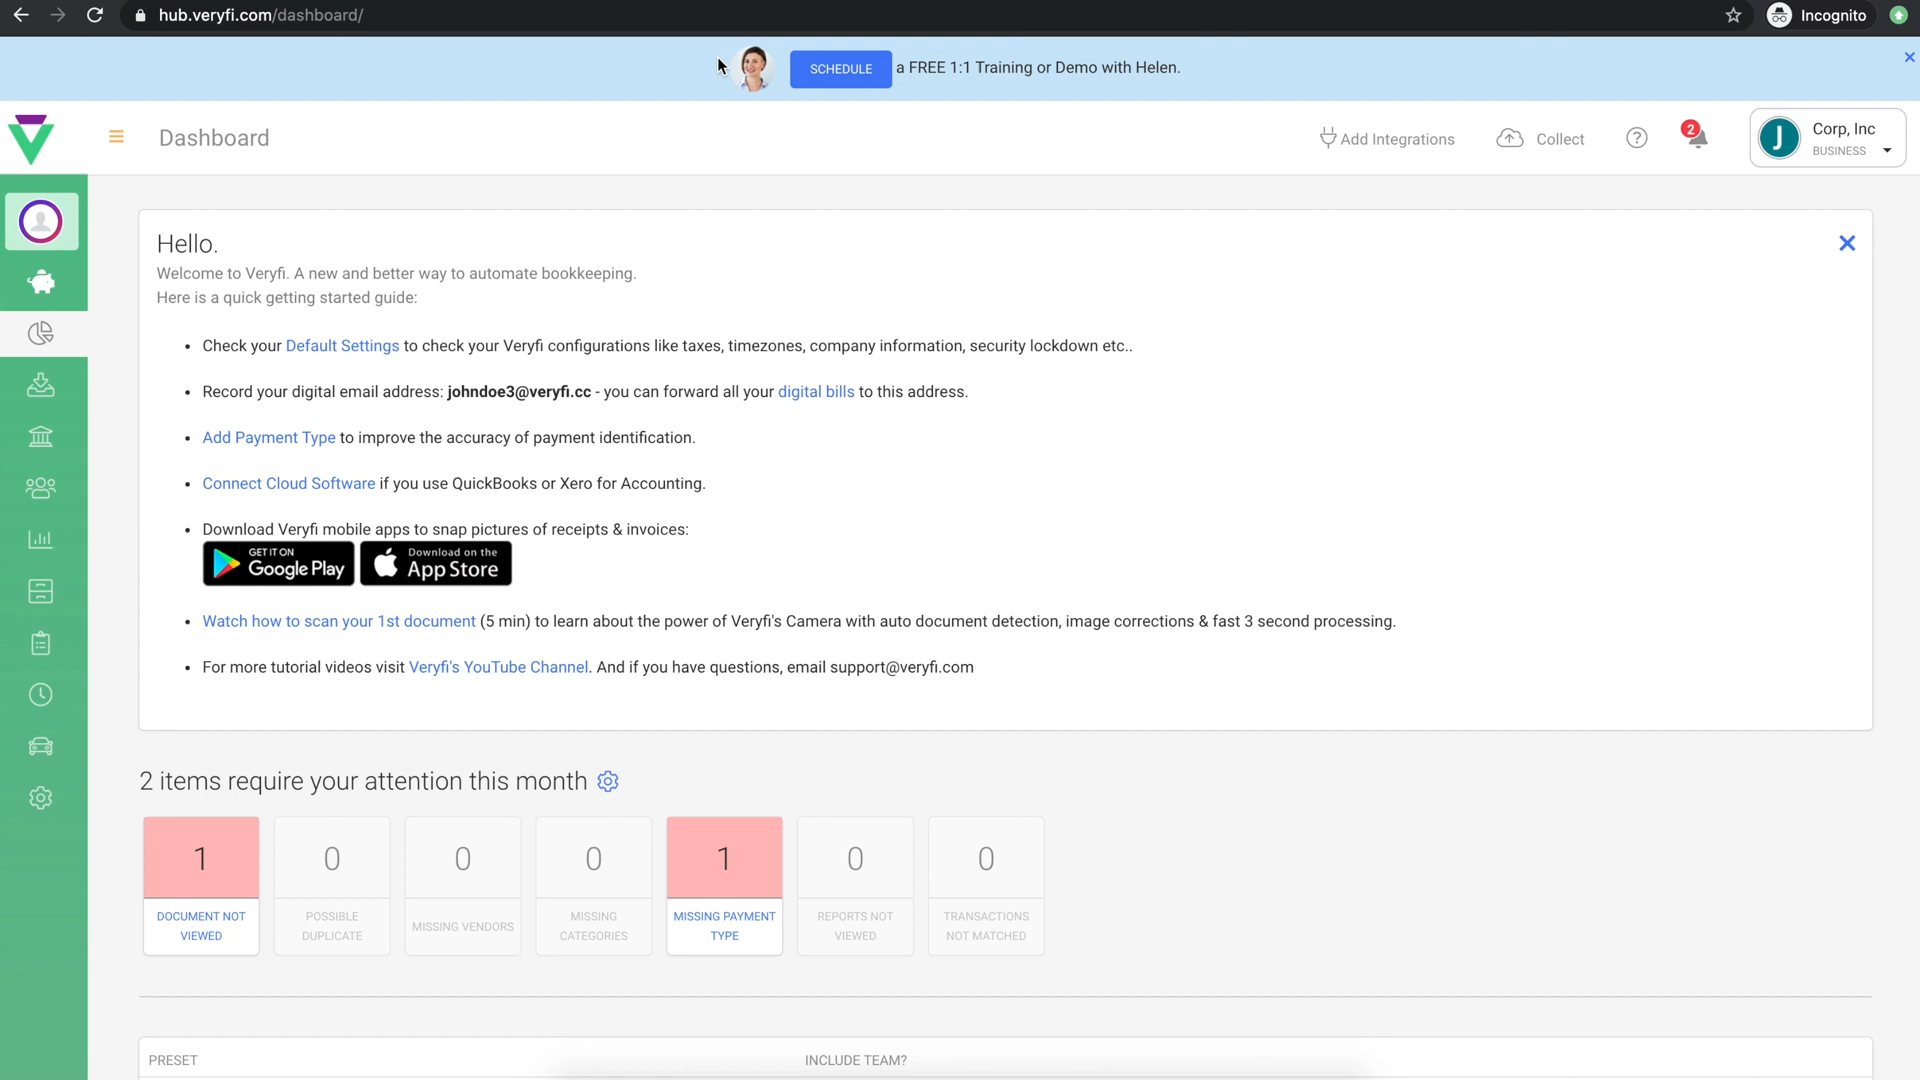 hub.veryfi.com/dashboard/
Incognito
SCHEDULE a FREE 1:1 Training or Demo with Helen.
Dashboard
Add Integrations
Collect
2
J
Corp, Inc
BUSINESS
Hello.
Welcome to Veryfi. A new and better way to automate bookkeeping.
Here is a quick getting started guide:
• Check your Default Settings to check your Veryfi configurations like taxes, timezones, company information, security lockdown etc..
• Record your digital email address: johndoe3@veryfi.cc - you can forward all your digital bills to this address.
• Add Payment Type to improve the accuracy of payment identification.
• Connect Cloud Software if you use QuickBooks or Xero for Accounting.
• Download Veryfi mobile apps to snap pictures of receipts & invoices:
GET IT ON
Google Play
Download on the
App Store
• Watch how to scan your 1st document (5 min) to learn about the power of Veryfi's Camera with auto document detection, image corrections & fast 3 second processing.
• For more tutorial videos visit Veryfi's YouTube Channel. And if you have questions, email support@veryfi.com
2 items require your attention this month
1
DOCUMENT NOT
VIEWED
0
POSSIBLE
DUPLICATE
0
MISSING VENDORS
0
MISSING
CATEGORIES
1
MISSING PAYMENT
TYPE
0
REPORTS NOT
VIEWED
0
TRANSACTIONS
NOT MATCHED
PRESET
INCLUDE TEAM?